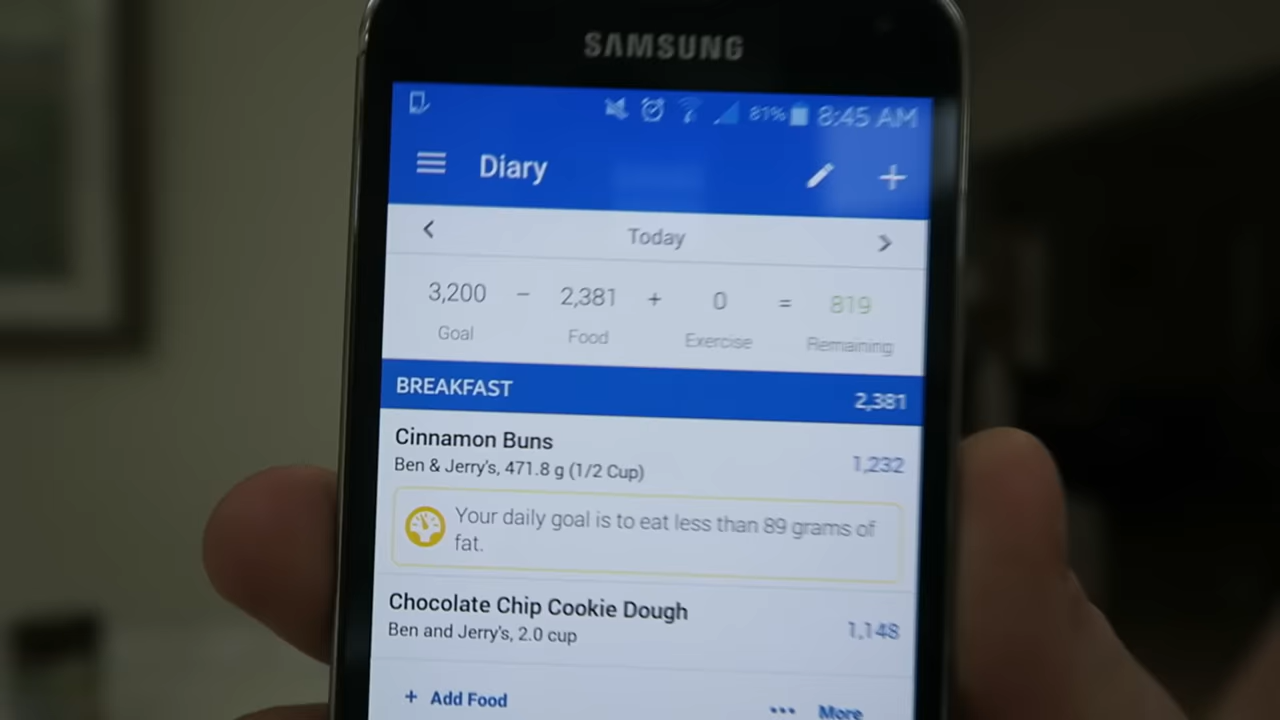 SAMSUNG
81% 8:45 AM
Diary
Today
3,200 – 2,381 + 0 = 819
Goal Food Exercise Remaining
BREAKFAST 2,381
Cinnamon Buns
Ben & Jerry's, 471.8 g (1/2 Cup) 1,232
Your daily goal is to eat less than 89 grams of
fat.
Chocolate Chip Cookie Dough
Ben and Jerry's, 2.0 cup 1,148
+ Add Food ••• More